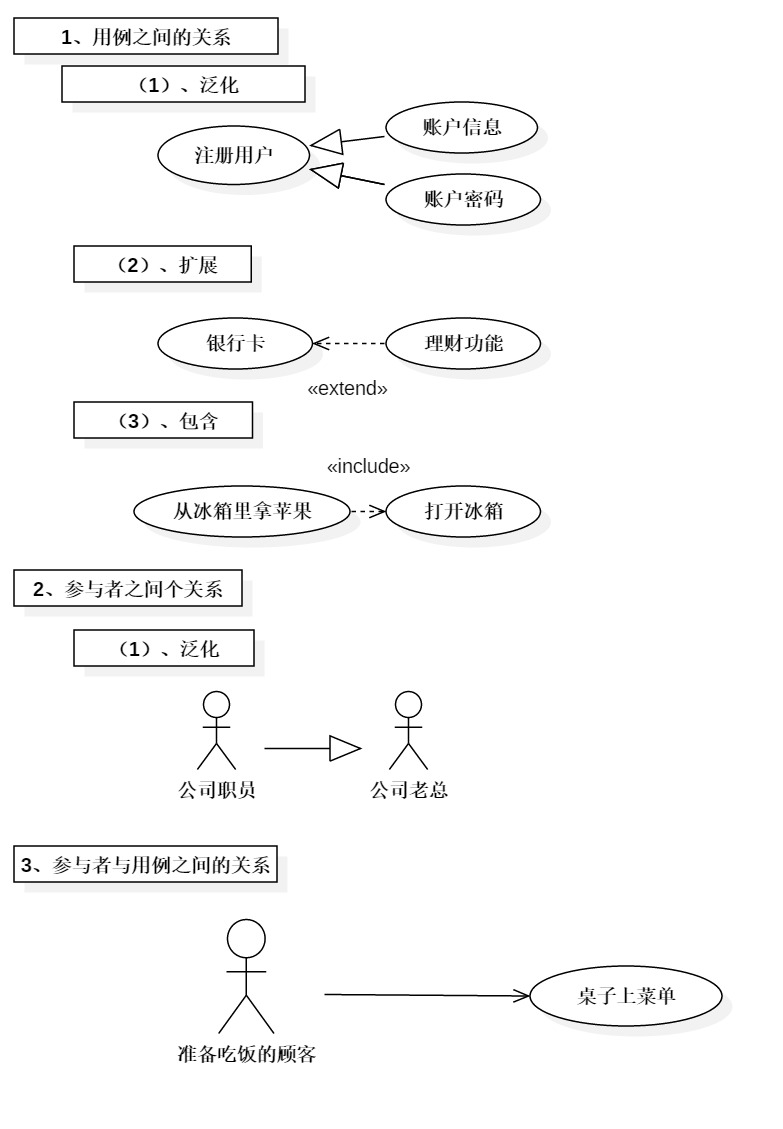 1、用例之间的关系
（1）、泛化
账户信息
注册用户
账户密码
（2）、扩展
银行卡
理财功能
«extend»
（3）、包含
«include»
从冰箱里拿苹果
打开冰箱
2、参与者之间个关系
（1）、泛化
公司职员
公司老总
3、参与者与用例之间的关系
桌子上菜单
准备吃饭的顾客